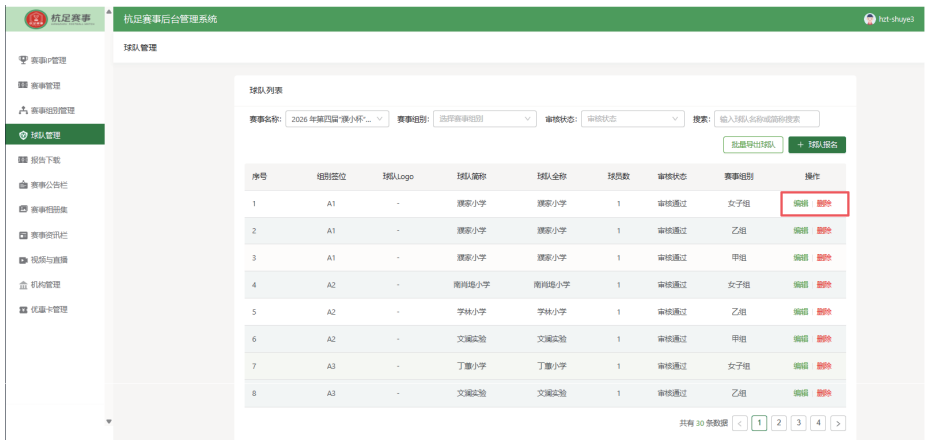 杭足赛事
杭足赛事后台管理系统
hzt-shuye3
赛事IP管理
赛事管理
赛事组别管理
球队管理
报告下载
赛事公告栏
赛事相册集
赛事资讯栏
视频与直播
机构管理
优惠卡管理
球队管理
球队列表
赛事名称: 2026 年第四届"濮小杯"... 赛事组别: 选择赛事组别 审核状态: 审核状态 搜索: 输入球队名称或简称搜索
批量导出球队 + 球队报名
序号 组别签位 球队Logo 球队简称 球队全称 球员数 审核状态 赛事组别 操作
1 A1 - 濮家小学 濮家小学 1 审核通过 女子组 编辑 删除
2 A1 - 濮家小学 濮家小学 1 审核通过 乙组 编辑 删除
3 A1 - 濮家小学 濮家小学 1 审核通过 甲组 编辑 删除
4 A2 - 南肖埠小学 南肖埠小学 1 审核通过 女子组 编辑 删除
5 A2 - 学林小学 学林小学 1 审核通过 乙组 编辑 删除
6 A2 - 文澜实验 文澜实验 1 审核通过 甲组 编辑 删除
7 A3 - 丁蕙小学 丁蕙小学 1 审核通过 女子组 编辑 删除
8 A3 - 文澜实验 文澜实验 1 审核通过 乙组 编辑 删除
共有 30 条数据 < 1 2 3 4 >